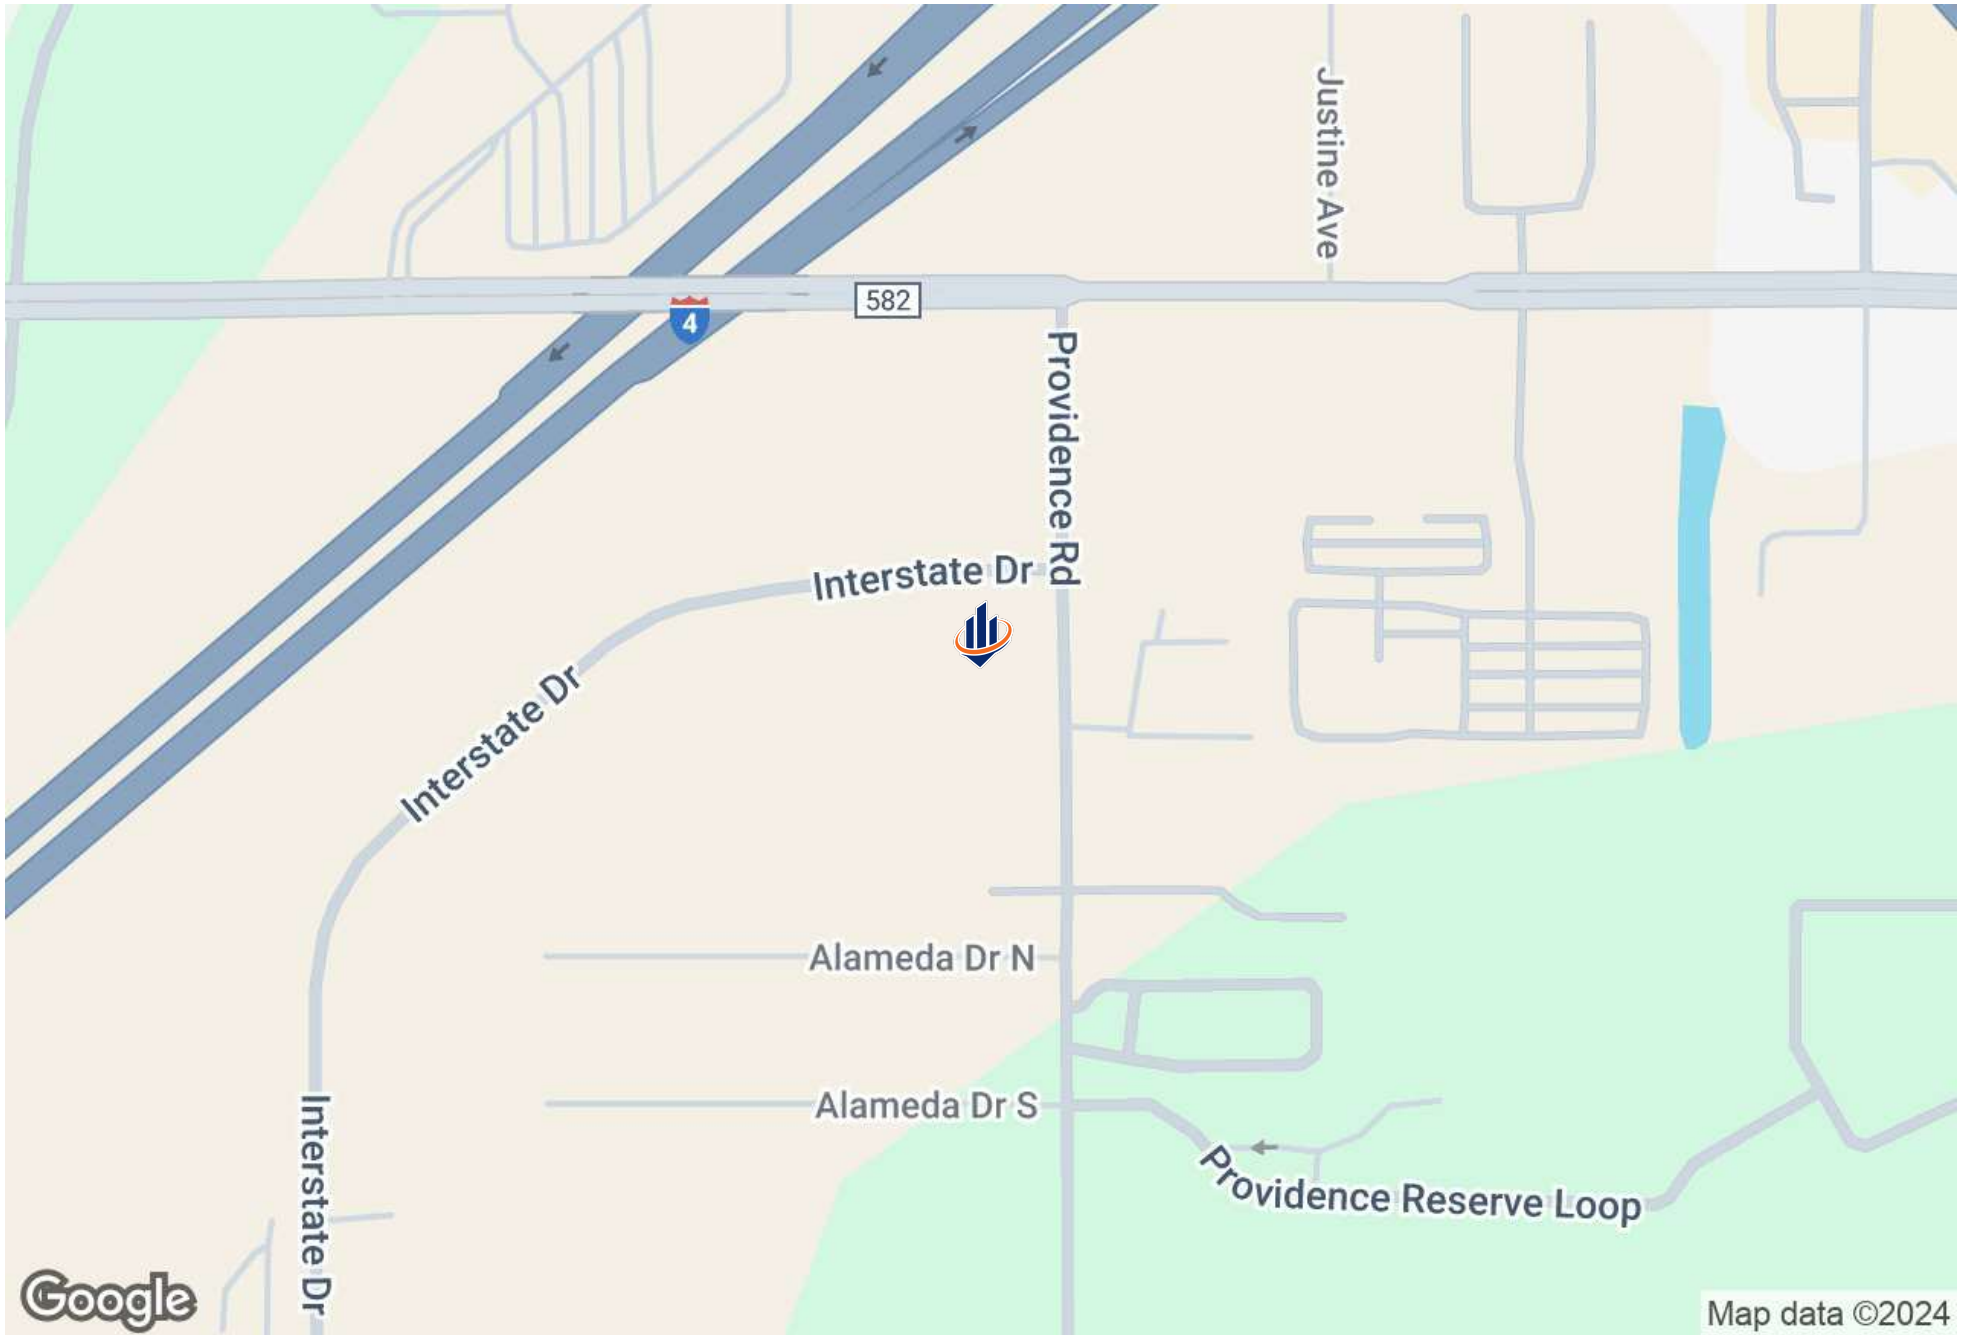 Justine Ave
582
4
Providence Rd
Interstate Dr
Interstate Dr
Alameda Dr N
Alameda Dr S
Interstate Dr
Providence Reserve Loop
Google
Map data ©2024